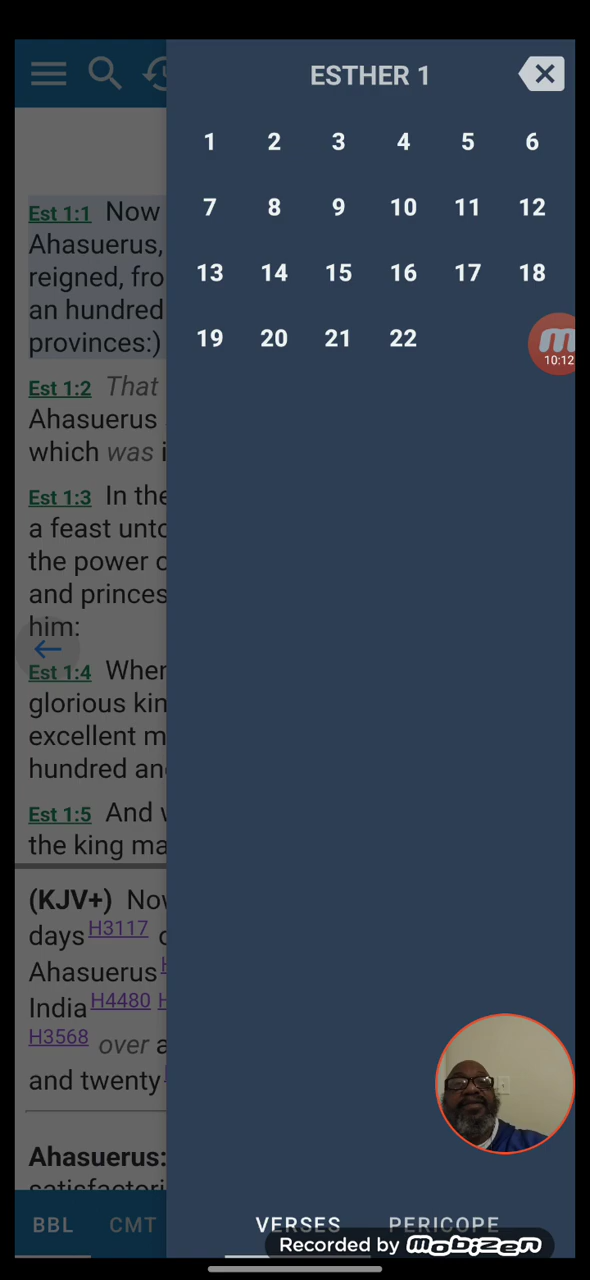 ESTHER 1
1 2 3 4 5 6
7 8 9 10 11 12
13 14 15 16 17 18
19 20 21 22
10:12
Est 1:1 Now
Ahasuerus,
reigned, fro
an hundred
provinces:)
Est 1:2 That
Ahasuerus
which was i
Est 1:3 In the
a feast unto
the power o
and princes
him:
Est 1:4 When
glorious kin
excellent m
hundred and
Est 1:5 And w
the king ma
(KJV+) Now
days H3117 o
Ahasuerus H
India H4480 H
H3568 over a
and twenty
Ahasuerus:
satisfactori
BBL CMT VERSES PERICOPE
Recorded by mobizen